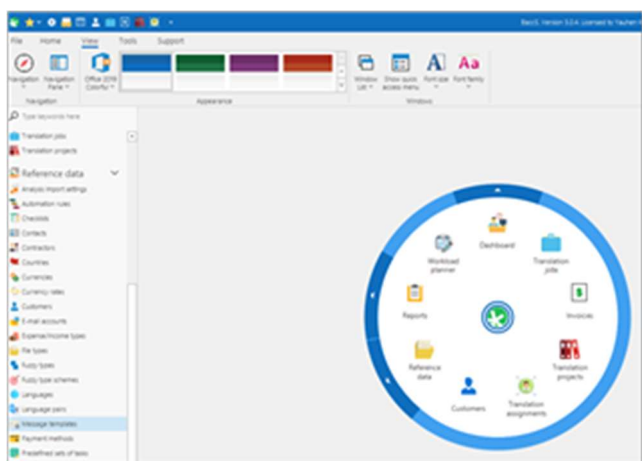 BaccS. Version 5.0.4. Licensed to Yauhen
File Home View Tools Support
Navigation
Navigation Pane
Office 2019 Colorful
Window List
Show quick access menu
Font size
Font family
Navigation Appearance Windows
Type keywords here
Translation jobs
Translation projects
Reference data
Analysis import settings
Automation rules
Checklists
Contacts
Contractors
Countries
Currencies
Currency rates
Customers
E-mail accounts
Expense/Income types
File types
Fuzzy types
Fuzzy type schemes
Languages
Language pairs
Message templates
Payment methods
Predefined sets of tasks
Dashboard
Workload planner
Translation jobs
Reports
Invoices
Reference data
Translation projects
Customers
Translation assignments